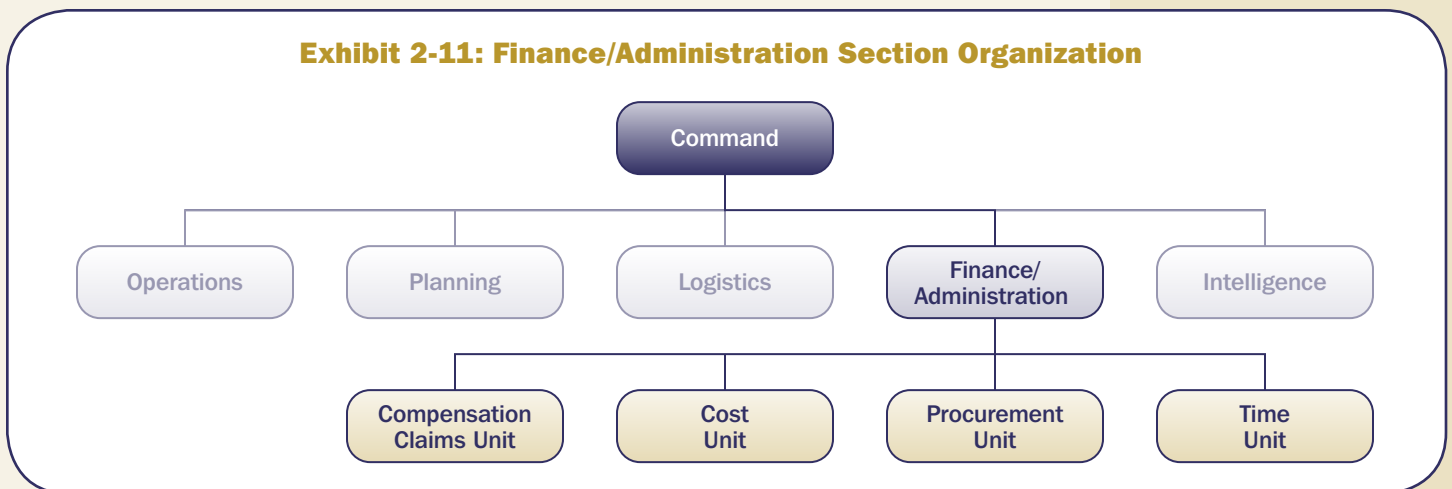 Exhibit 2-11: Finance/Administration Section Organization
Command
Operations
Planning
Logistics
Finance/
Administration
Intelligence
Compensation
Claims Unit
Cost
Unit
Procurement
Unit
Time
Unit